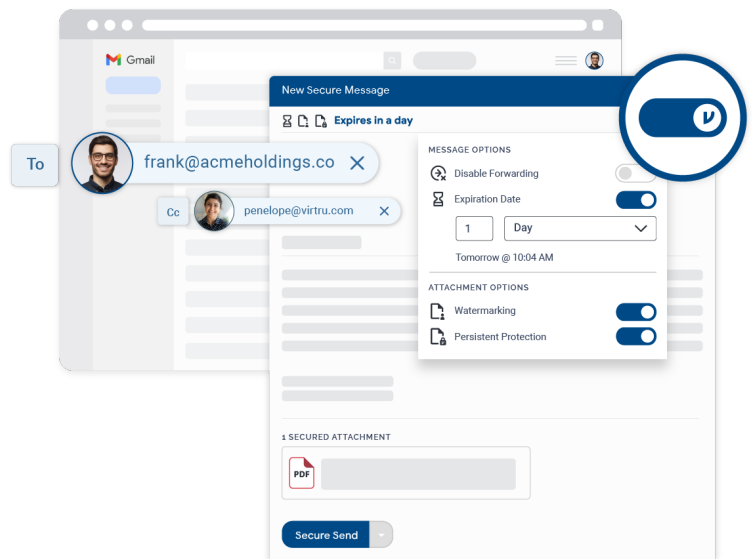 Gmail
New Secure Message
Expires in a day
To
frank@acmeholdings.co
Cc
penelope@virtru.com
MESSAGE OPTIONS
Disable Forwarding
Expiration Date
1
Day
Tomorrow @ 10:04 AM
ATTACHMENT OPTIONS
Watermarking
Persistent Protection
1 SECURED ATTACHMENT
PDF
Secure Send